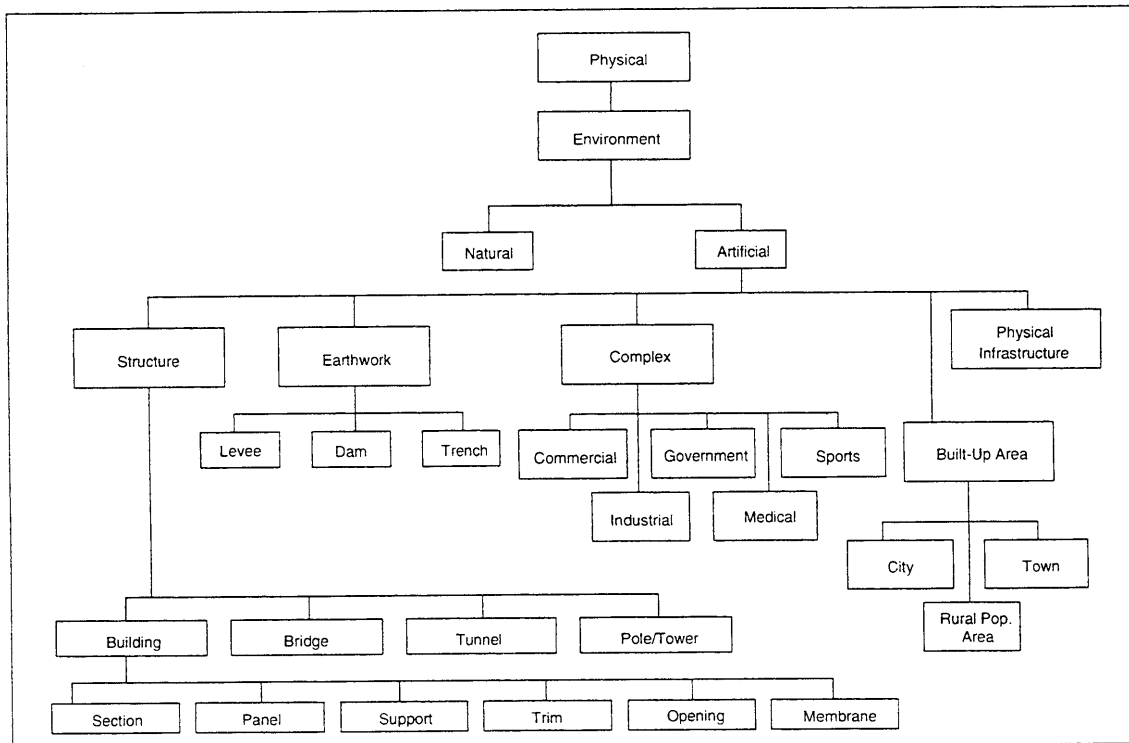 Physical
Environment
Natural
Artificial
Structure
Earthwork
Complex
Physical
Infrastructure
Levee
Dam
Trench
Commercial
Government
Sports
Built-Up Area
Industrial
Medical
City
Town
Rural Pop.
Area
Building
Bridge
Tunnel
Pole/Tower
Section
Panel
Support
Trim
Opening
Membrane